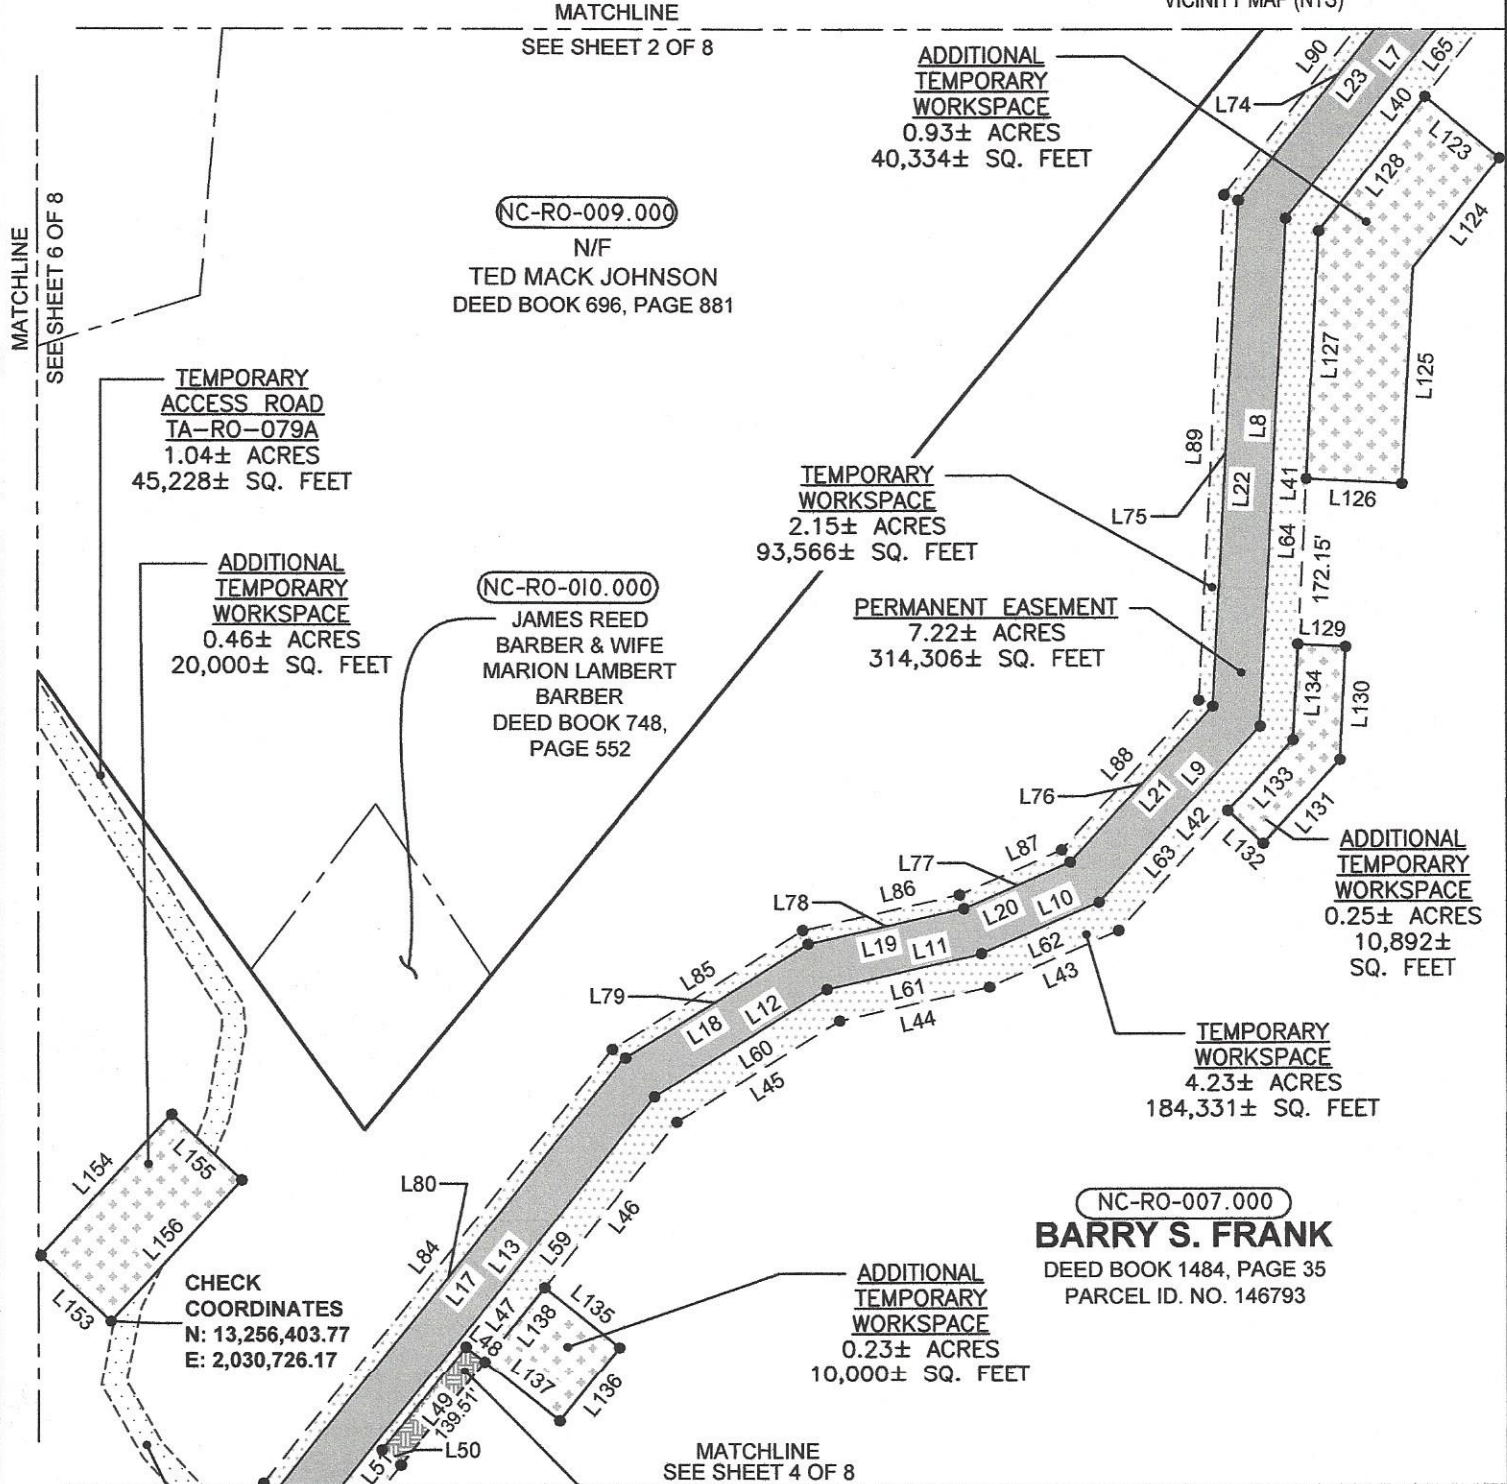 VICINITY MAP (NTS)
MATCHLINE
SEE SHEET 2 OF 8
MATCHLINE
SEE SHEET 6 OF 8
ADDITIONAL
TEMPORARY
WORKSPACE
0.93± ACRES
40,334± SQ. FEET
L90
L74
L23
L7
L65
L40
L123
L128
L124
NC-RO-009.000
N/F
TED MACK JOHNSON
DEED BOOK 696, PAGE 881
TEMPORARY
ACCESS ROAD
TA-RO-079A
1.04± ACRES
45,228± SQ. FEET
L127
L125
L89
L8
L22
L41
L126
L75
L64
172.15'
TEMPORARY
WORKSPACE
2.15± ACRES
93,566± SQ. FEET
ADDITIONAL
TEMPORARY
WORKSPACE
0.46± ACRES
20,000± SQ. FEET
NC-RO-010.000
JAMES REED
BARBER & WIFE
MARION LAMBERT
BARBER
DEED BOOK 748,
PAGE 552
PERMANENT EASEMENT
7.22± ACRES
314,306± SQ. FEET
L129
L134
L130
L88
L76
L21
L9
L133
L131
L42
L132
L63
ADDITIONAL
TEMPORARY
WORKSPACE
0.25± ACRES
10,892±
SQ. FEET
L87
L77
L86
L78
L20
L10
L19
L11
L62
L43
L85
L79
L61
L44
L18
L12
L60
L45
TEMPORARY
WORKSPACE
4.23± ACRES
184,331± SQ. FEET
L154
L155
L156
L153
L80
L84
L46
L59
L13
L17
L47
L48
L138
L135
L137
L136
L49
139.51'
L50
L51
NC-RO-007.000
BARRY S. FRANK
DEED BOOK 1484, PAGE 35
PARCEL ID. NO. 146793
CHECK
COORDINATES
N: 13,256,403.77
E: 2,030,726.17
ADDITIONAL
TEMPORARY
WORKSPACE
0.23± ACRES
10,000± SQ. FEET
MATCHLINE
SEE SHEET 4 OF 8